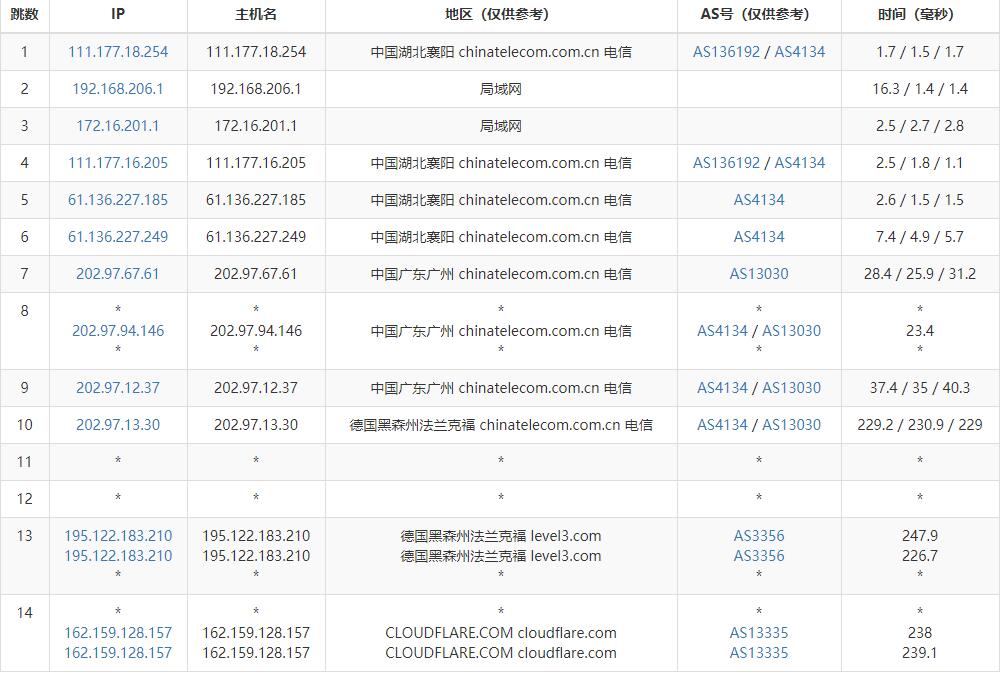 跳数 IP 主机名 地区（仅供参考） AS号（仅供参考） 时间（毫秒）
1 111.177.18.254 111.177.18.254 中国湖北襄阳 chinatelecom.com.cn 电信 AS136192 / AS4134 1.7 / 1.5 / 1.7
2 192.168.206.1 192.168.206.1 局域网 16.3 / 1.4 / 1.4
3 172.16.201.1 172.16.201.1 局域网 2.5 / 2.7 / 2.8
4 111.177.16.205 111.177.16.205 中国湖北襄阳 chinatelecom.com.cn 电信 AS136192 / AS4134 2.5 / 1.8 / 1.1
5 61.136.227.185 61.136.227.185 中国湖北襄阳 chinatelecom.com.cn 电信 AS4134 2.6 / 1.5 / 1.5
6 61.136.227.249 61.136.227.249 中国湖北襄阳 chinatelecom.com.cn 电信 AS4134 7.4 / 4.9 / 5.7
7 202.97.67.61 202.97.67.61 中国广东广州 chinatelecom.com.cn 电信 AS13030 28.4 / 25.9 / 31.2
8 * * * * *
202.97.94.146 202.97.94.146 中国广东广州 chinatelecom.com.cn 电信 AS4134 / AS13030 23.4
* * * * *
9 202.97.12.37 202.97.12.37 中国广东广州 chinatelecom.com.cn 电信 AS4134 / AS13030 37.4 / 35 / 40.3
10 202.97.13.30 202.97.13.30 德国黑森州法兰克福 chinatelecom.com.cn 电信 AS4134 / AS13030 229.2 / 230.9 / 229
11 * * * * *
12 * * * * *
13 195.122.183.210 195.122.183.210 德国黑森州法兰克福 level3.com AS3356 247.9
195.122.183.210 195.122.183.210 德国黑森州法兰克福 level3.com AS3356 226.7
* * * * *
14 * * * * *
162.159.128.157 162.159.128.157 CLOUDFLARE.COM cloudflare.com AS13335 238
162.159.128.157 162.159.128.157 CLOUDFLARE.COM cloudflare.com AS13335 239.1